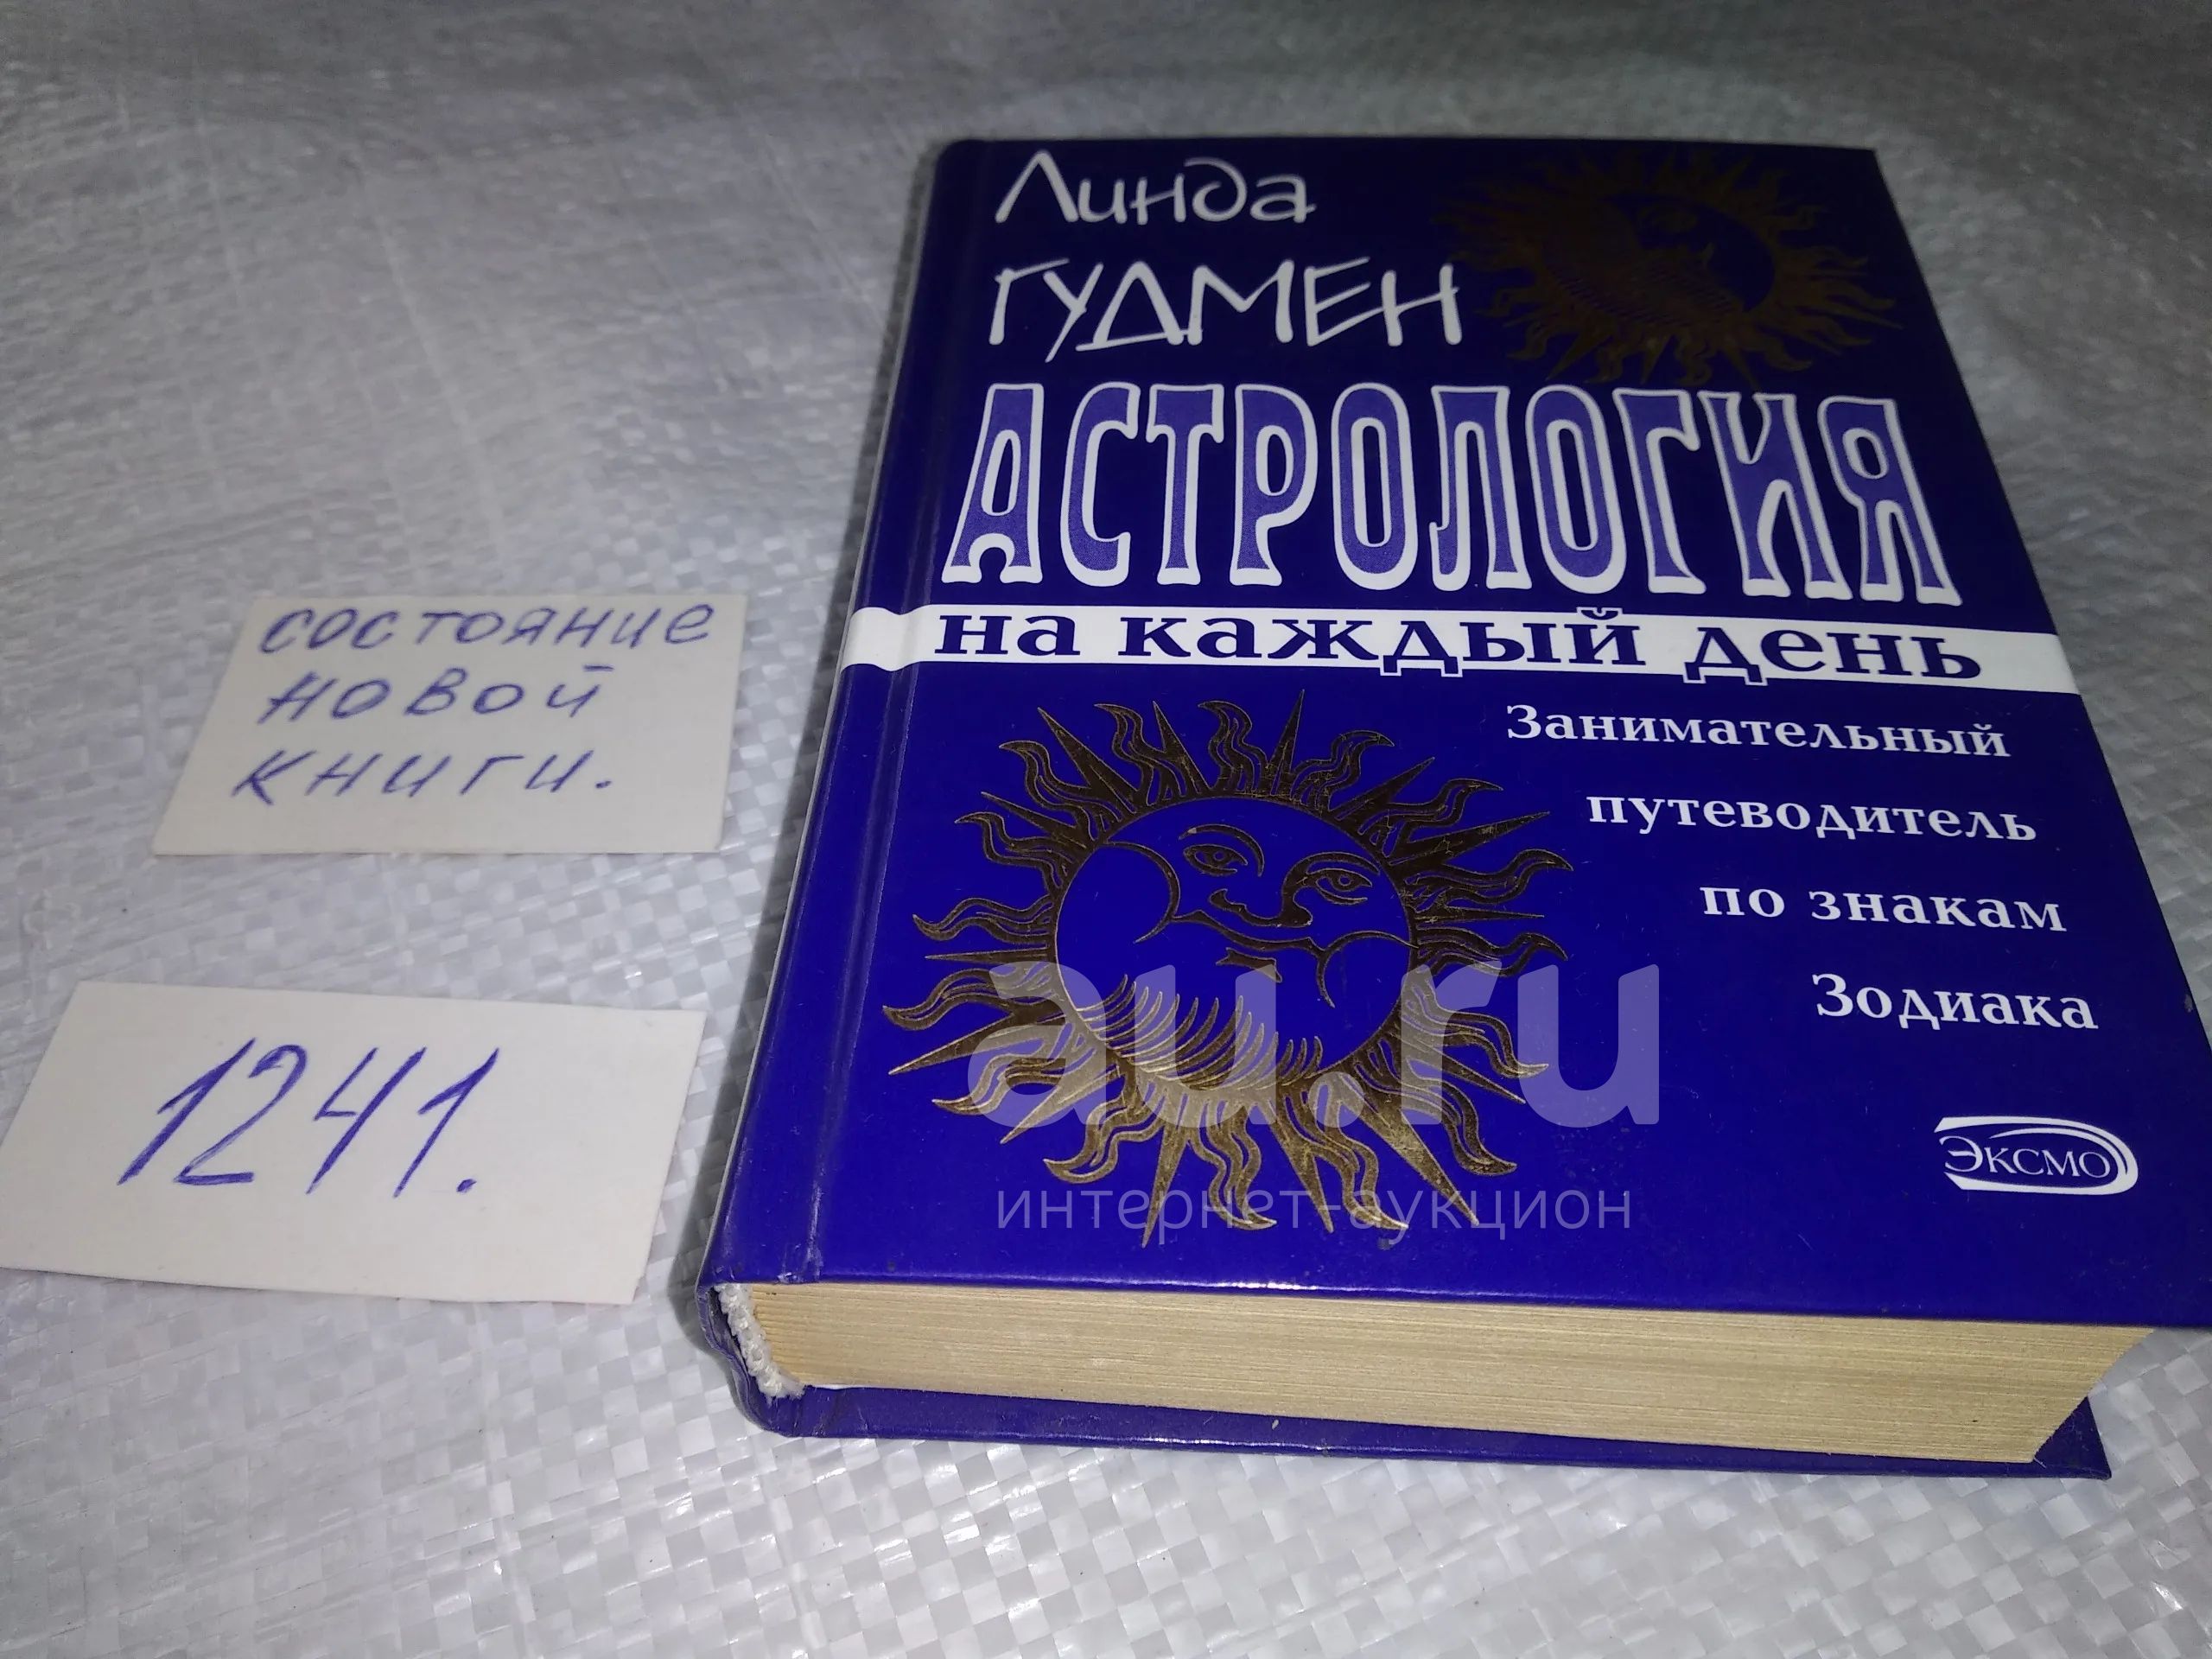 Линда
ГУДМЕН
АСТРОЛОГИЯ
на каждый день
Занимательный
путеводитель
по знакам
Зодиака
ЭКСМО
состояние
новой
книги.
1241.
au.ru
интернет-аукцион